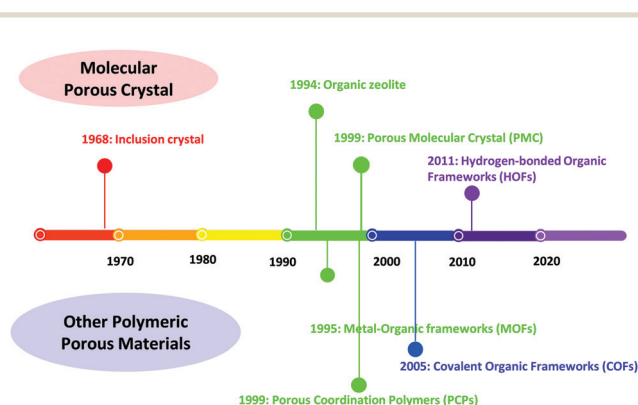 Molecular
Porous Crystal
1994: Organic zeolite
1968: Inclusion crystal
1999: Porous Molecular Crystal (PMC)
2011: Hydrogen-bonded Organic
Frameworks (HOFs)
1970
1980
1990
2000
2010
2020
Other Polymeric
Porous Materials
1995: Metal-Organic frameworks (MOFs)
2005: Covalent Organic Frameworks (COFs)
1999: Porous Coordination Polymers (PCPs)